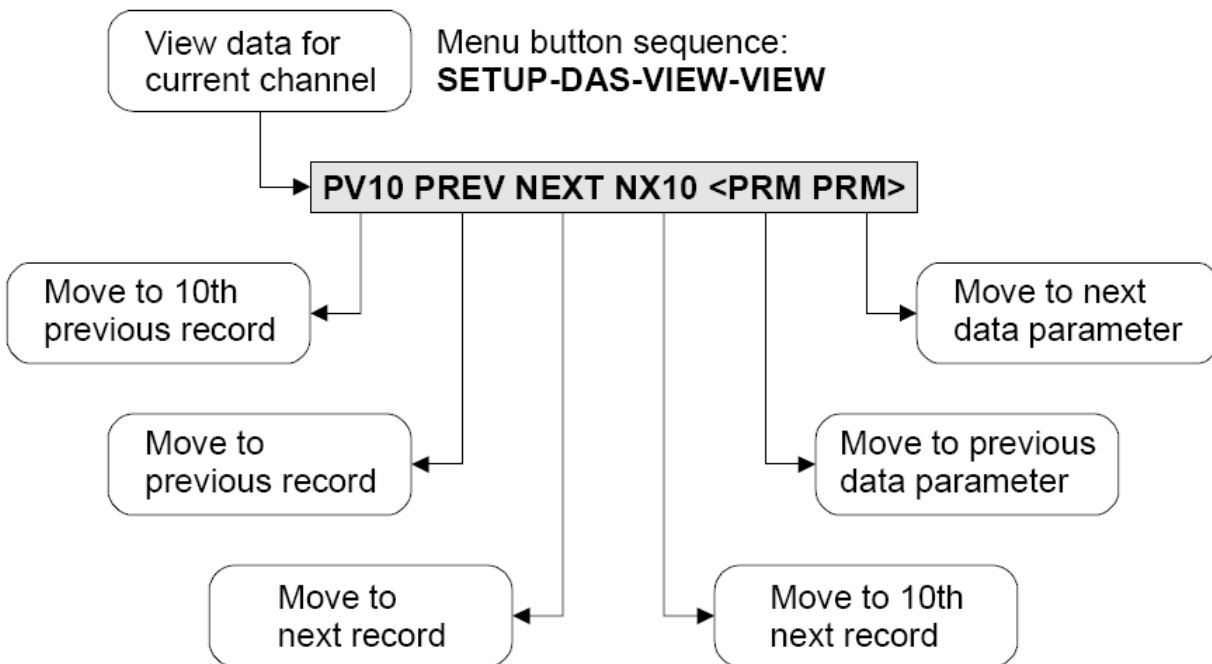 View data for
current channel
Menu button sequence:
SETUP-DAS-VIEW-VIEW
PV10 PREV NEXT NX10 <PRM PRM>
Move to 10th
previous record
Move to next
data parameter
Move to
previous record
Move to previous
data parameter
Move to
next record
Move to 10th
next record